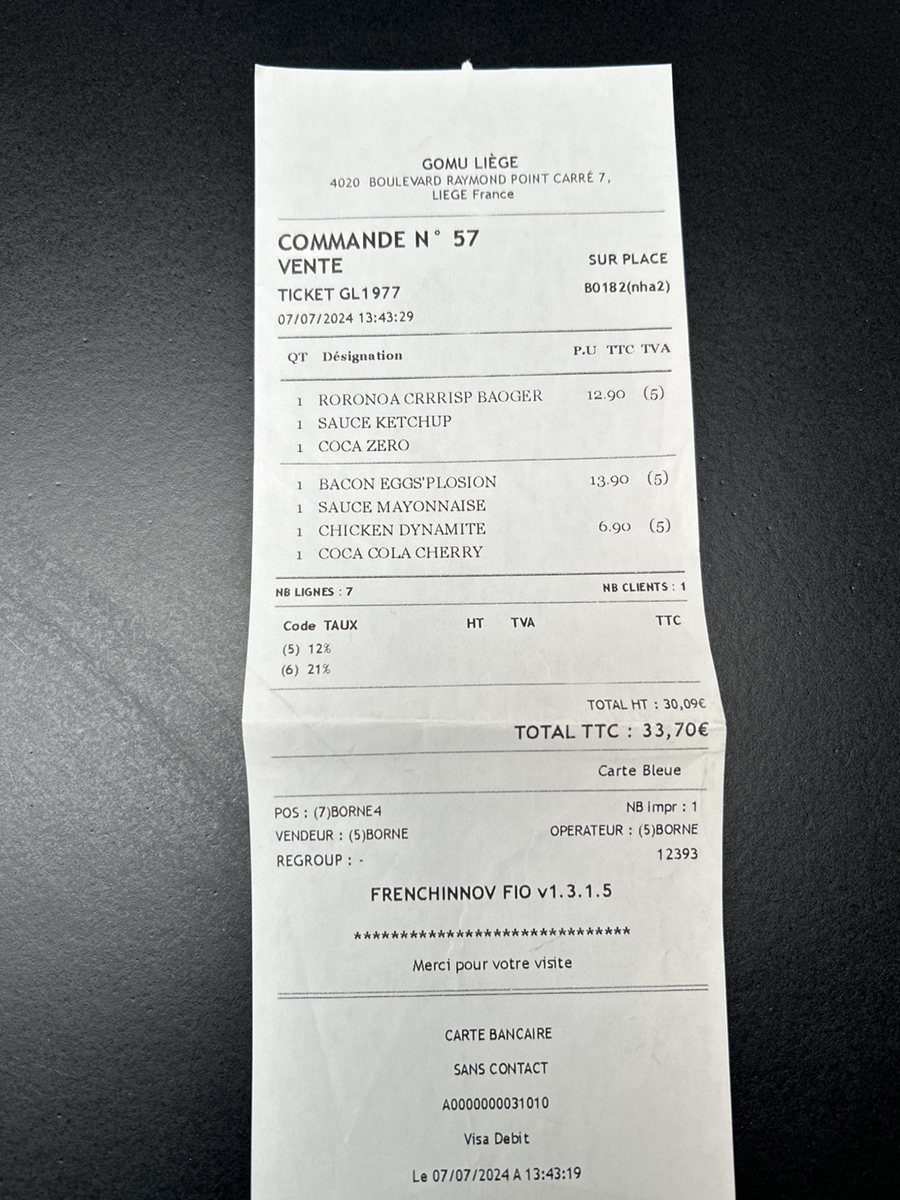 GOMU LIÈGE
4020 BOULEVARD RAYMOND POINT CARRÉ 7,
LIEGE France
COMMANDE N° 57
VENTE SUR PLACE
TICKET GL1977 B0182(nha2)
07/07/2024 13:43:29
QT Désignation P.U TTC TVA
1 RORONOA CRRRISP BAOGER 12.90 (5)
1 SAUCE KETCHUP
1 COCA ZERO
1 BACON EGGS'PLOSION 13.90 (5)
1 SAUCE MAYONNAISE
1 CHICKEN DYNAMITE 6.90 (5)
1 COCA COLA CHERRY
NB LIGNES : 7 NB CLIENTS : 1
Code TAUX HT TVA TTC
(5) 12%
(6) 21%
TOTAL HT : 30,09€
TOTAL TTC : 33,70€
Carte Bleue
POS : (7)BORNE4 NB impr : 1
VENDEUR : (5)BORNE OPERATEUR : (5)BORNE
REGROUP : - 12393
FRENCHINNOV FIO v1.3.1.5
******************************
Merci pour votre visite
CARTE BANCAIRE
SANS CONTACT
A0000000031010
Visa Debit
Le 07/07/2024 A 13:43:19